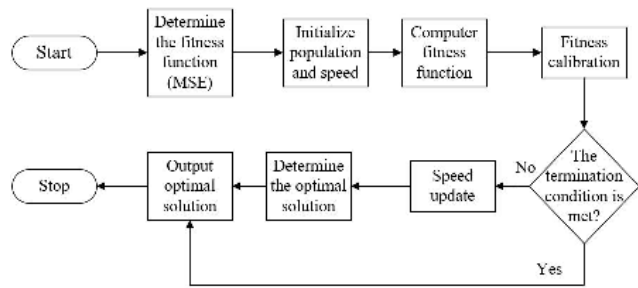 Start
Determine
the fitness
function
(MSE)
Initialize
population
and speed
Computer
fitness
function
Fitness
calibration
The
termination
condition is
met?
No
Speed
update
Determine
the optimal
solution
Output
optimal
solution
Stop
Yes